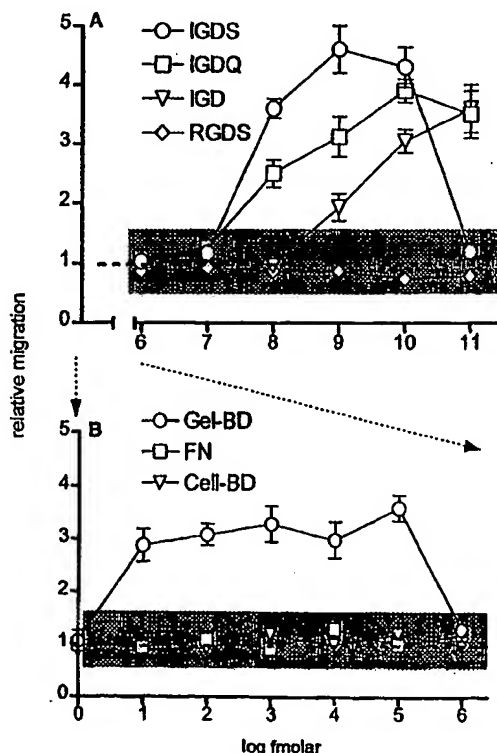 A
IGDS
IGDQ
IGD
RGDS
5
4
3
2
1
0
6 7 8 9 10 11
relative migration
B
Gel-BD
FN
Cell-BD
5
4
3
2
1
0
0 1 2 3 4 5 6
log fmolar